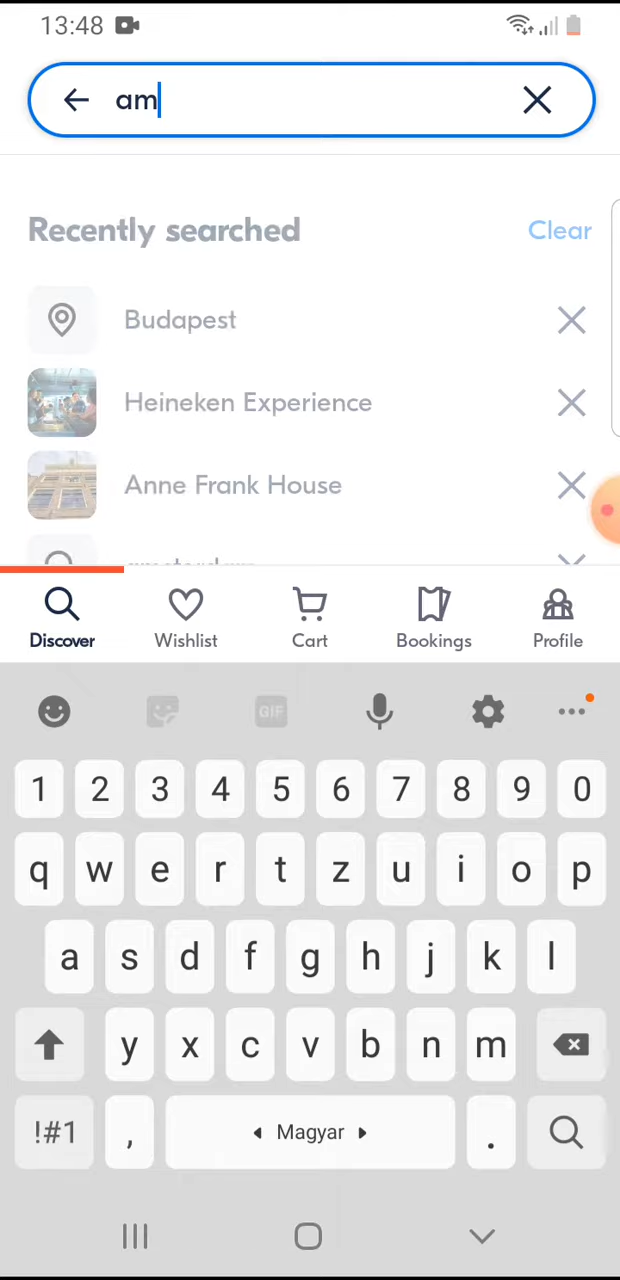 13:48
am
Recently searched
Clear
Budapest
Heineken Experience
Anne Frank House
amsterdam
Discover
Wishlist
Cart
Bookings
Profile
GIF
1 2 3 4 5 6 7 8 9 0
q w e r t z u i o p
a s d f g h j k l
y x c v b n m
!#1 , Magyar .